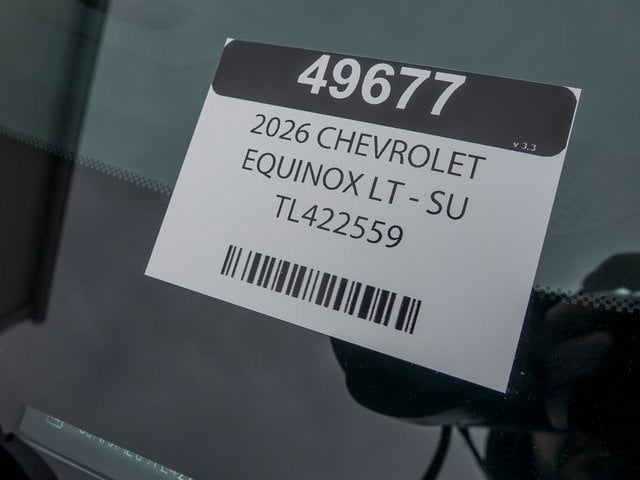 49677
v 3.3
2026 CHEVROLET
EQUINOX LT - SU
TL422559